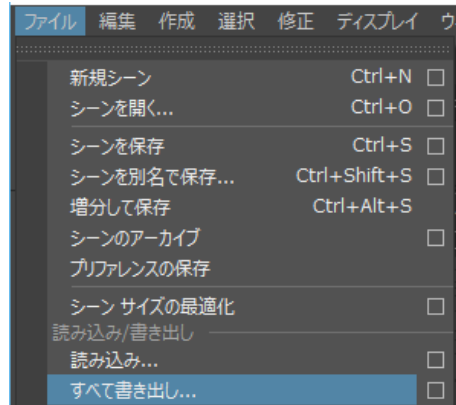 ファイル 編集 作成 選択 修正 ディスプレイ
新規シーン Ctrl+N
シーンを開く... Ctrl+O
シーンを保存 Ctrl+S
シーンを別名で保存... Ctrl+Shift+S
増分して保存 Ctrl+Alt+S
シーンのアーカイブ
プリファレンスの保存
シーン サイズの最適化
読み込み/書き出し
読み込み...
すべて書き出し...